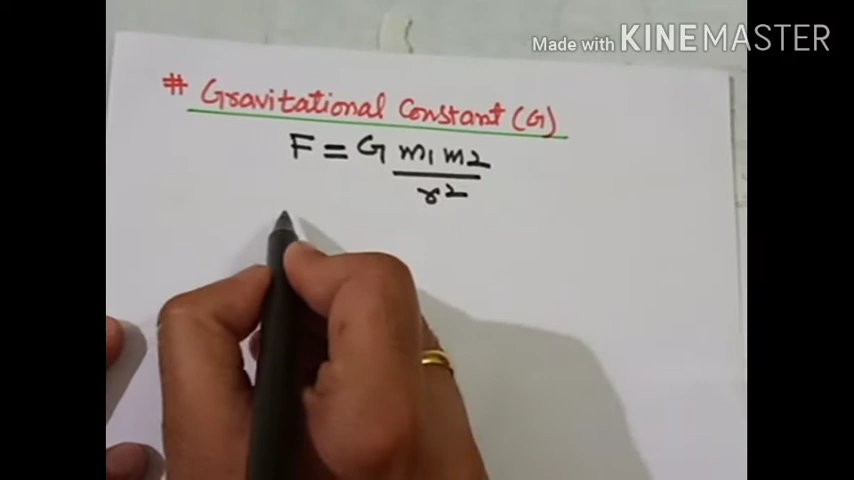 Made with KINEMASTER
# Gravitational Constant (G)
F = G m1 m2
r2